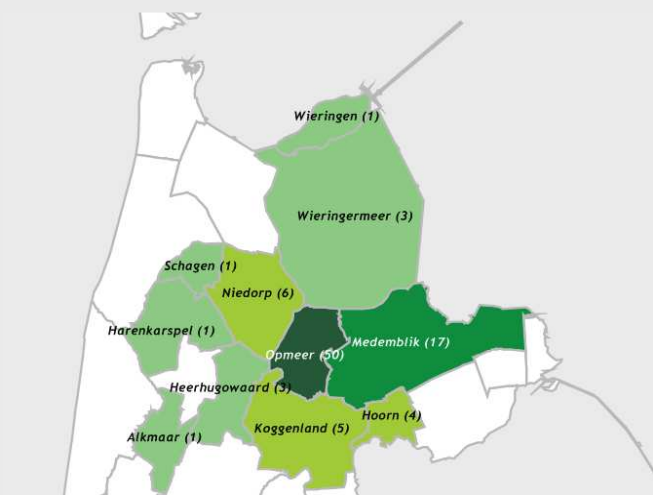 Wieringen (1)
Wieringermeer (3)
Schagen (1)
Niedorp (6)
Harenkarspel (1)
Medemblik (17)
Opmeer (50)
Heerhugowaard (3)
Hoorn (4)
Koggenland (5)
Alkmaar (1)